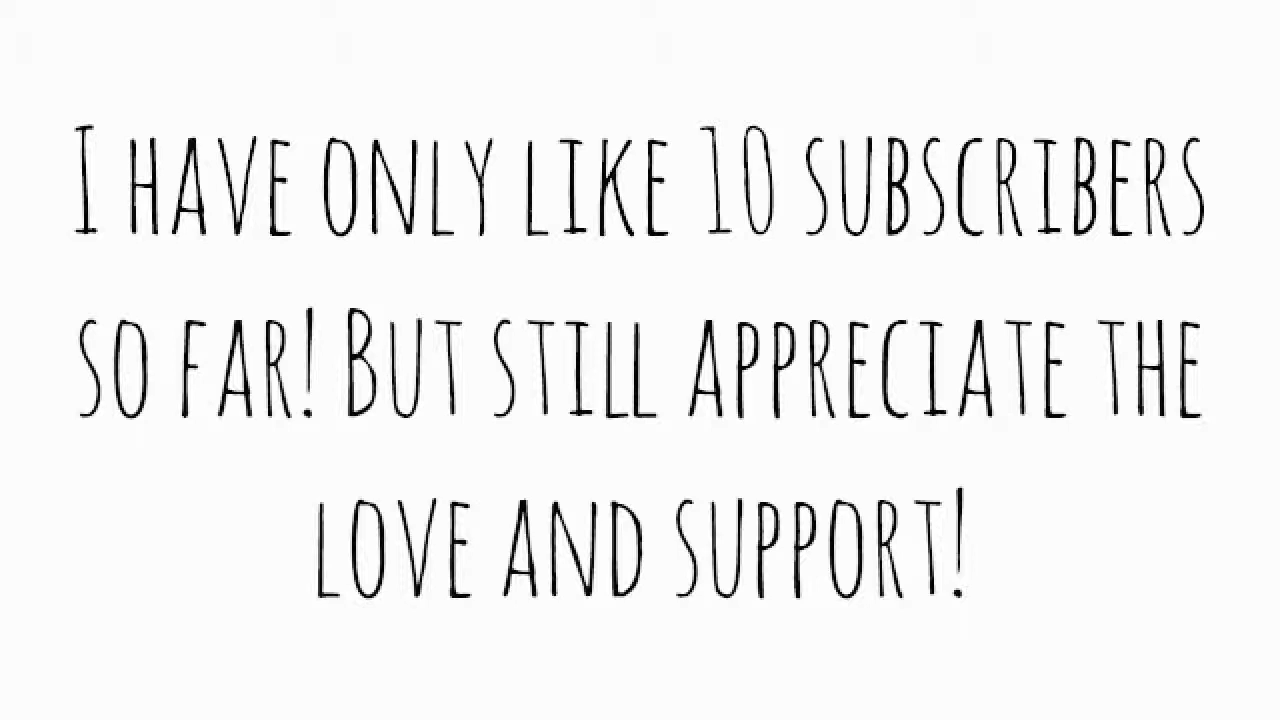 I have only like 10 subscribers
so far! But still appreciate the
love and support!